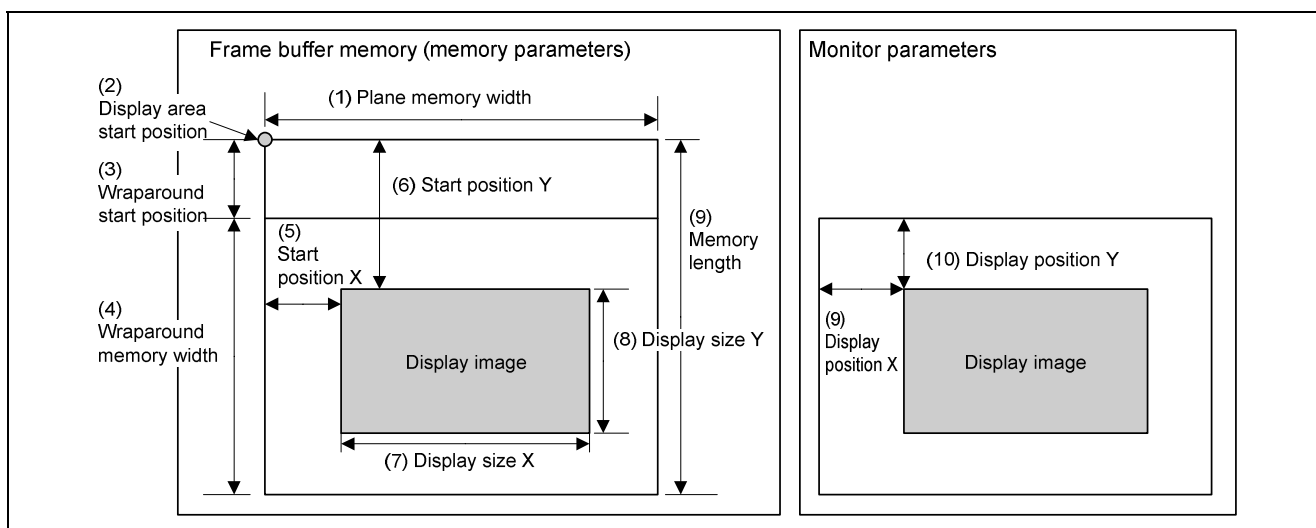 Frame buffer memory (memory parameters)
(1) Plane memory width
(2)
Display area
start position
(3)
Wraparound
start position
(4)
Wraparound
memory width
(5)
Start
position X
(6) Start position Y
(9)
Memory
length
Display image
(8) Display size Y
(7) Display size X
Monitor parameters
(10) Display position Y
(9)
Display
position X
Display image